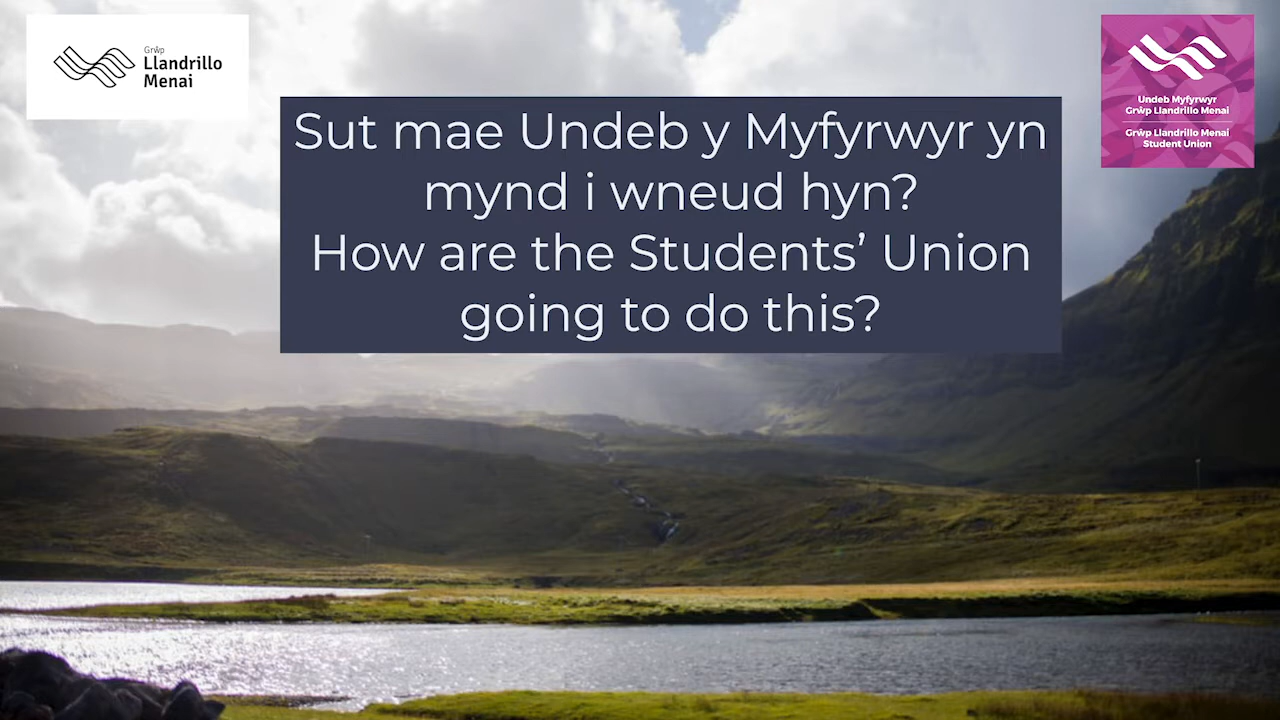 Grŵp
Llandrillo
Menai
Undeb Myfyrwyr
Grŵp Llandrillo Menai
Grŵp Llandrillo Menai
Student Union
Sut mae Undeb y Myfyrwyr yn
mynd i wneud hyn?
How are the Students’ Union
going to do this?